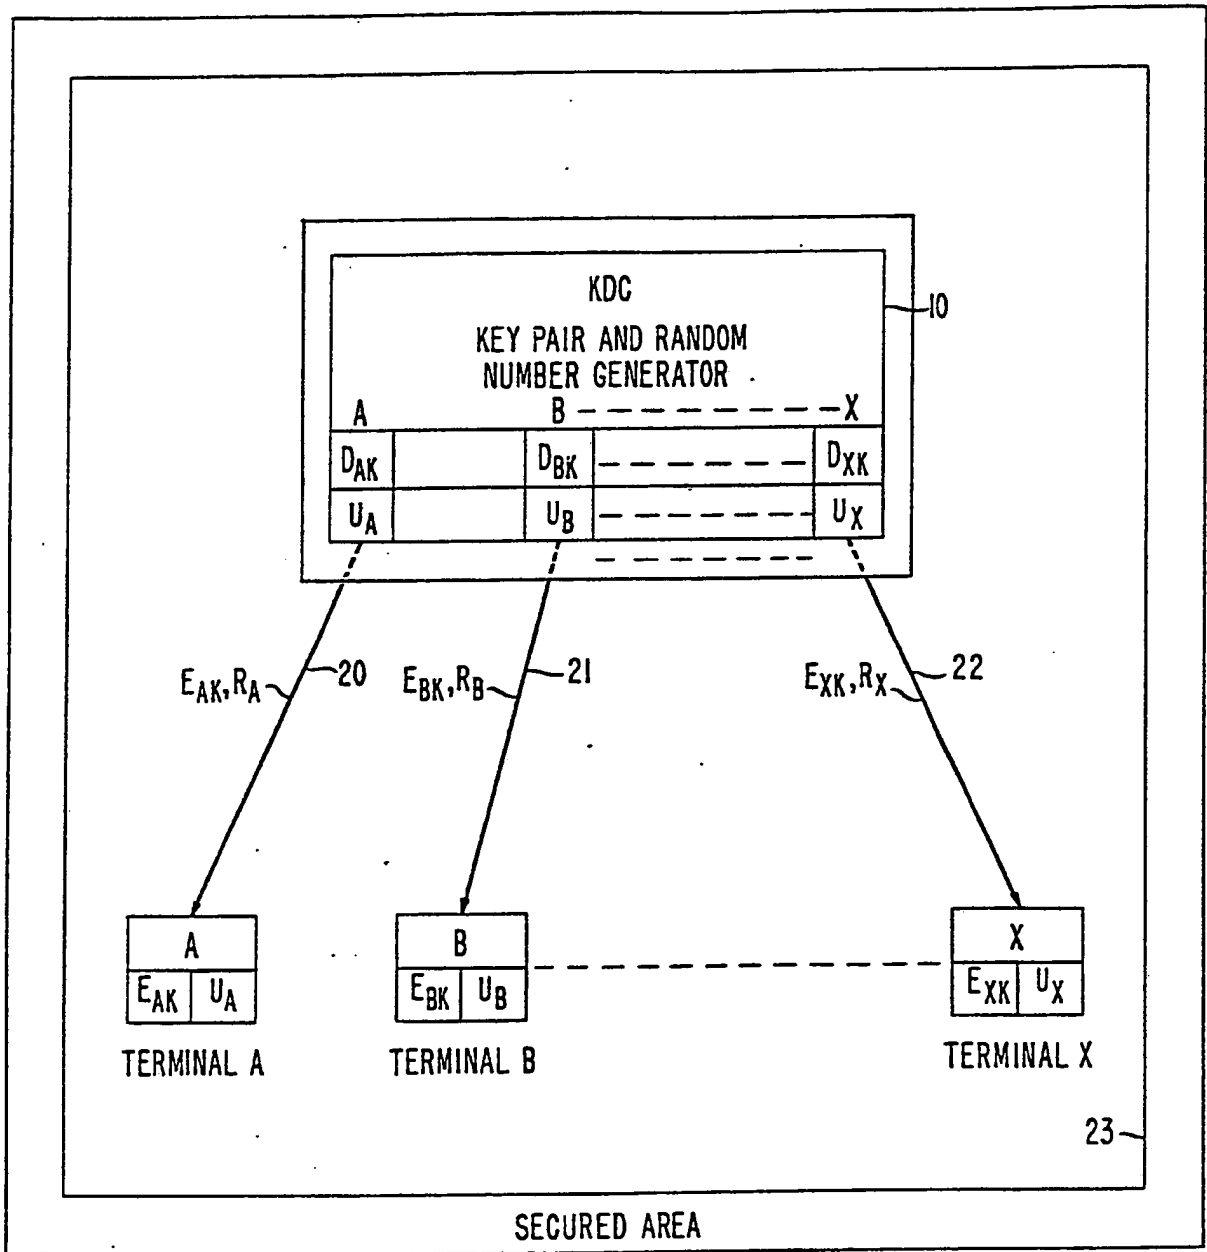 KDC
10
KEY PAIR AND RANDOM
NUMBER GENERATOR
A B X
D_AK D_BK D_XK
U_A U_B U_X
E_AK, R_A 20 E_BK, R_B 21 E_XK, R_X 22
A B X
E_AK U_A E_BK U_B E_XK U_X
TERMINAL A TERMINAL B TERMINAL X
23
SECURED AREA